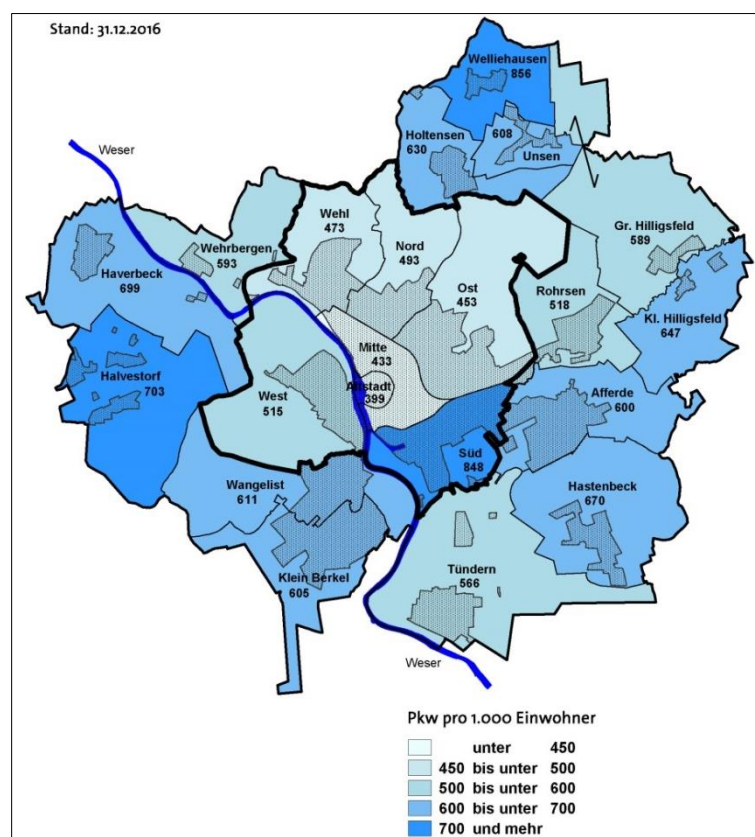 Stand: 31.12.2016
Welliehausen
856
Weser
Holtensen
630
608
Unsen
Wehl
473
Nord
493
Gr. Hilligsfeld
589
Wehrbergen
593
Haverbeck
699
Ost
453
Rohrsen
518
Kl. Hilligsfeld
647
Mitte
433
Halvestorf
703
Altstadt
399
West
515
Afferde
600
Süd
848
Wangelist
611
Hastenbeck
670
Tündern
566
Klein Berkel
605
Weser
Pkw pro 1.000 Einwohner
unter 450
450 bis unter 500
500 bis unter 600
600 bis unter 700
700 und mehr